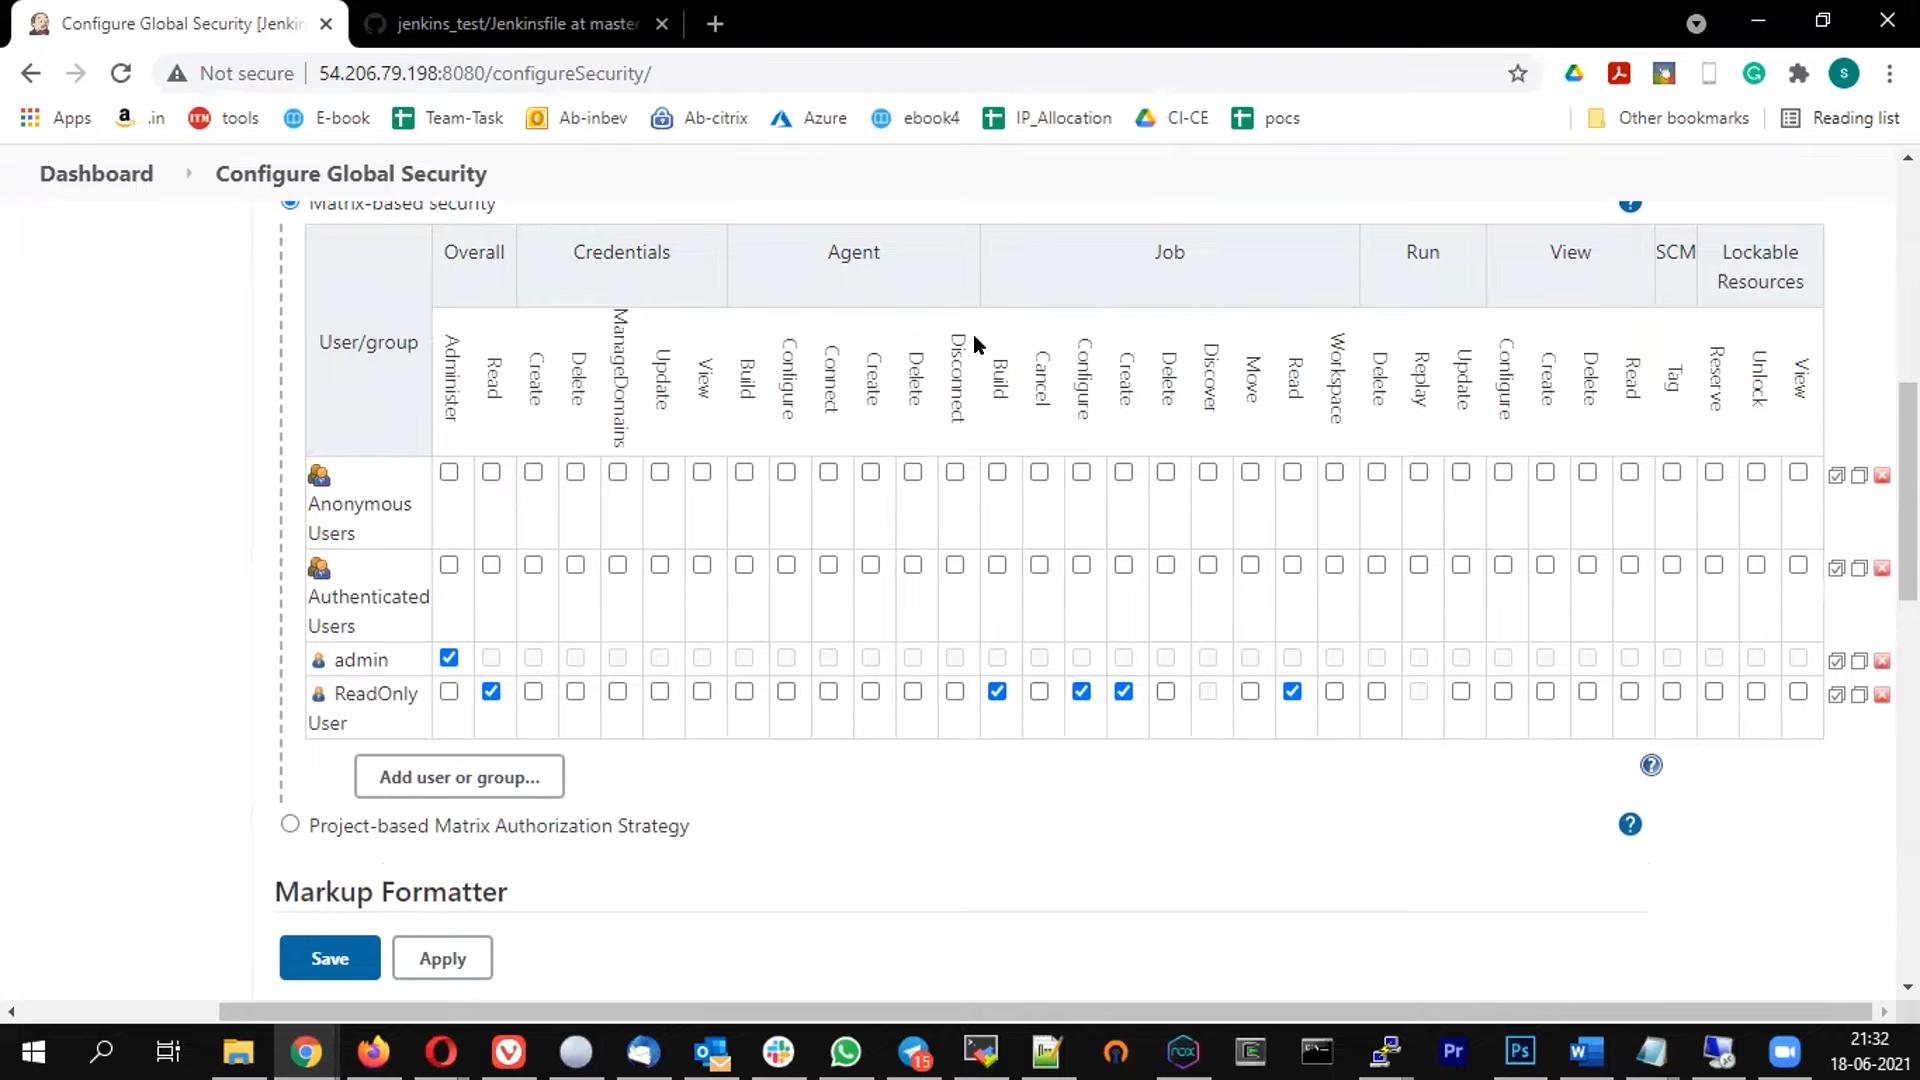 Configure Global Security [Jenkin
jenkins_test/Jenkinsfile at master
Not secure
54.206.79.198:8080/configureSecurity/
S
Apps
.in
tools
E-book
Team-Task
Ab-inbev
Ab-citrix
Azure
ebook4
IP_Allocation
CI-CE
pocs
Other bookmarks
Reading list
Dashboard
Configure Global Security
Matrix-based security
User/group
Overall
Credentials
Agent
Job
Run
View
SCM
Lockable
Resources
Administer
Read
Create
Delete
ManageDomains
Update
View
Build
Configure
Connect
Create
Delete
Disconnect
Build
Cancel
Configure
Create
Delete
Discover
Move
Read
Workspace
Delete
Replay
Update
Configure
Create
Delete
Read
Tag
Reserve
Unlock
View
Anonymous
Users
Authenticated
Users
admin
ReadOnly
User
Add user or group...
Project-based Matrix Authorization Strategy
Markup Formatter
Save
Apply
15
Pr
Ps
21:32
18-06-2021